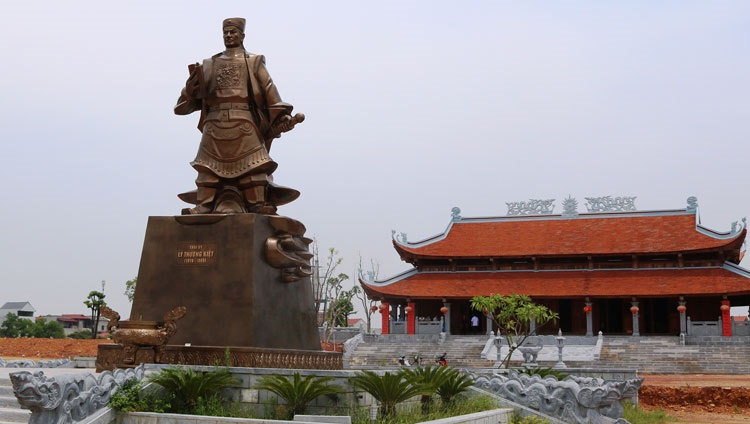 THÁI ÚY
LÝ THƯỜNG KIỆT
(1019 - 1105)